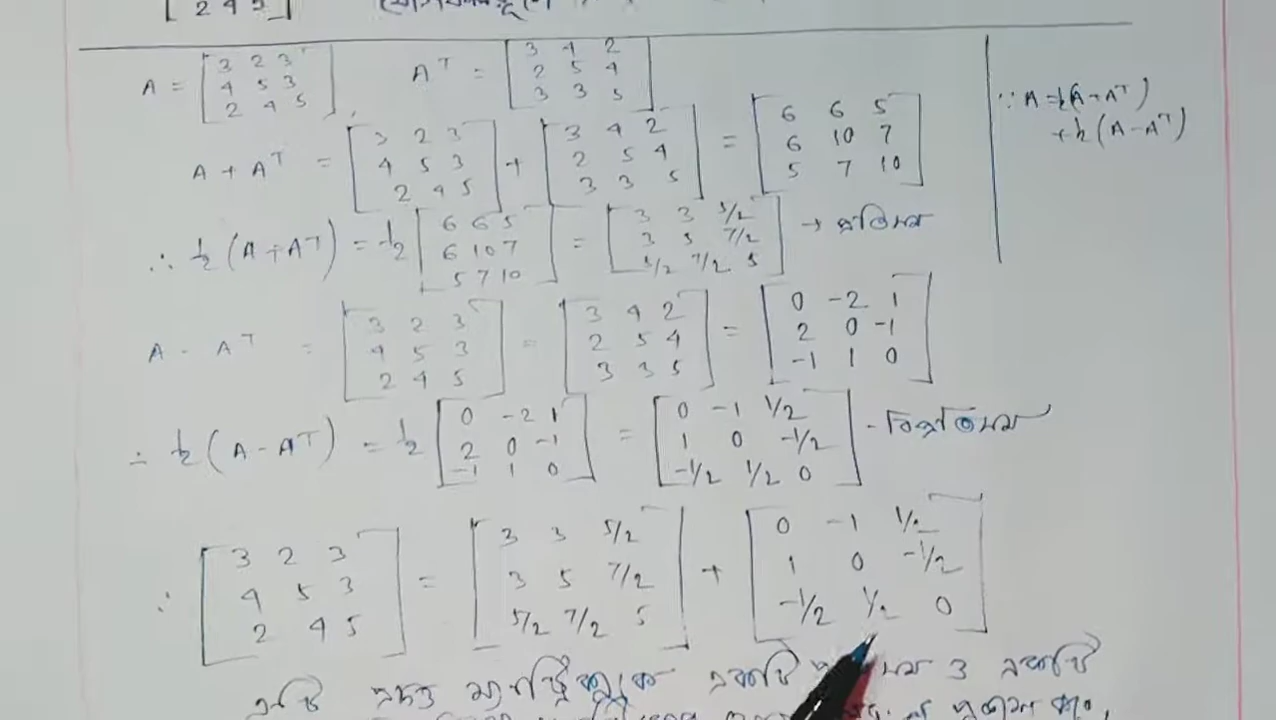 2 4 5
A = [3 2 3 / 4 5 3 / 2 4 5], A^T = [3 4 2 / 2 5 4 / 3 3 5]
∵ A = ½(A+A^T)
+ ½(A-A^T)
A + A^T = [3 2 3 / 4 5 3 / 2 4 5] + [3 4 2 / 2 5 4 / 3 3 5] = [6 6 5 / 6 10 7 / 5 7 10]
∴ ½(A+A^T) = ½[6 6 5 / 6 10 7 / 5 7 10] = [3 3 5/2 / 3 5 7/2 / 5/2 7/2 5] → প্রতিসম
A - A^T = [3 2 3 / 4 5 3 / 2 4 5] - [3 4 2 / 2 5 4 / 3 3 5] = [0 -2 1 / 2 0 -1 / -1 1 0]
∴ ½(A-A^T) = ½[0 -2 1 / 2 0 -1 / -1 1 0] = [0 -1 1/2 / 1 0 -1/2 / -1/2 1/2 0] - বিপ্রতিসম
∴ [3 2 3 / 4 5 3 / 2 4 5] = [3 3 5/2 / 3 5 7/2 / 5/2 7/2 5] + [0 -1 1/2 / 1 0 -1/2 / -1/2 1/2 0]
প্রদত্ত ম্যাট্রিক্সকে একটি ও একটি